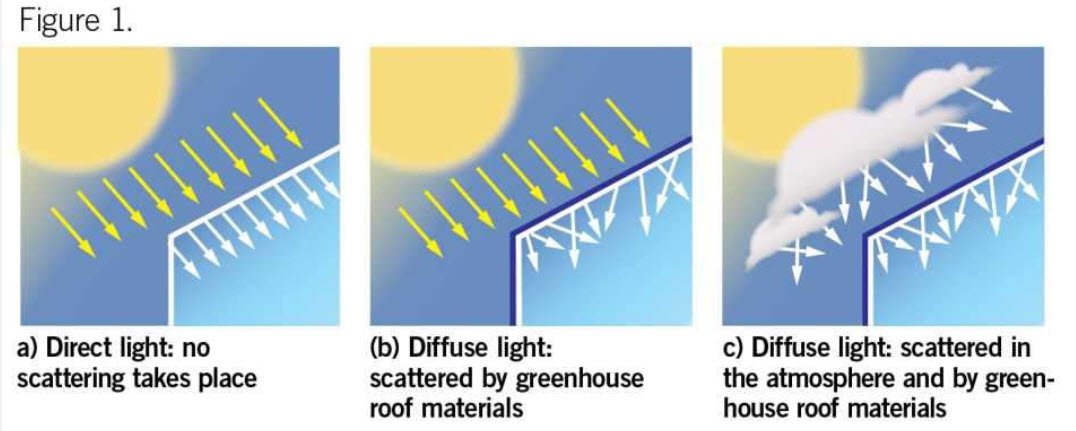 Figure 1.
a) Direct light: no
scattering takes place
(b) Diffuse light:
scattered by greenhouse
roof materials
c) Diffuse light: scattered in
the atmosphere and by green-
house roof materials